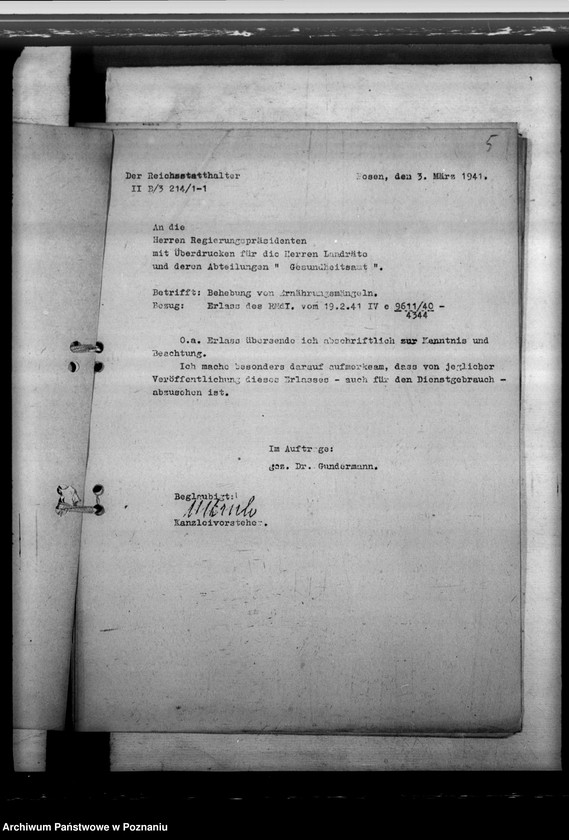 5
Der Reichsstatthalter Posen, den 3. März 1941.
II B/3 214/1-1
An die
Herren Regierungspräsidenten
mit Überdrucken für die Herren Landräte
und deren Abteilungen " Gesundheitsamt ".
Betrifft: Behebung von Ernährungsmängeln.
Bezug: Erlass des RMdI. vom 19.2.41 IV e 9611/40 -
4344
O.a. Erlass übersende ich abschriftlich zur Kenntnis und
Beachtung.
Ich mache besonders darauf aufmerksam, dass von jeglicher
Veröffentlichung dieses Erlasses - auch für den Dienstgebrauch -
abzusehen ist.
Im Auftrage:
gez. Dr. Gundermann.
Beglaubigt:
Kanzleivorsteher.
Archiwum Państwowe w Poznaniu